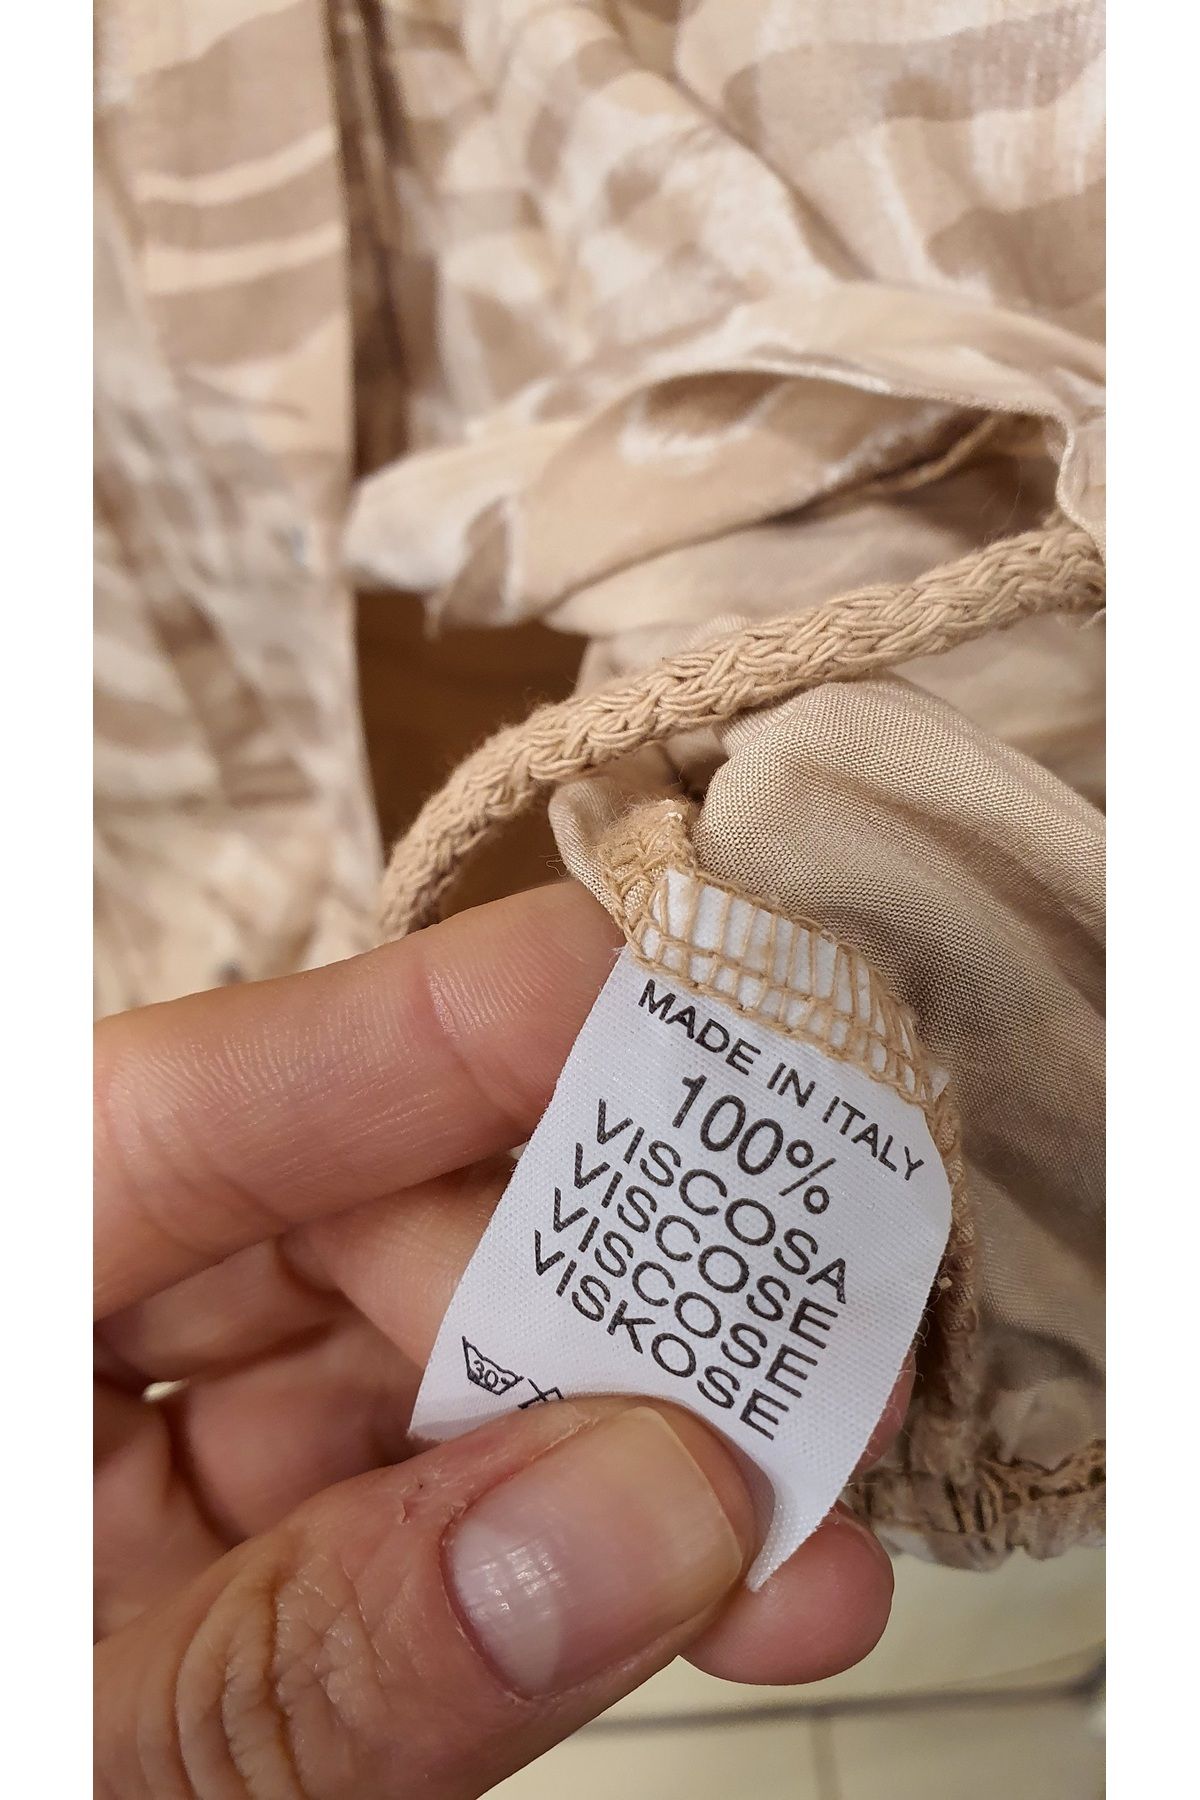 MADE IN ITALY
100%
VISCOSA
VISCOSE
VISCOSE
VISKOSE
30°